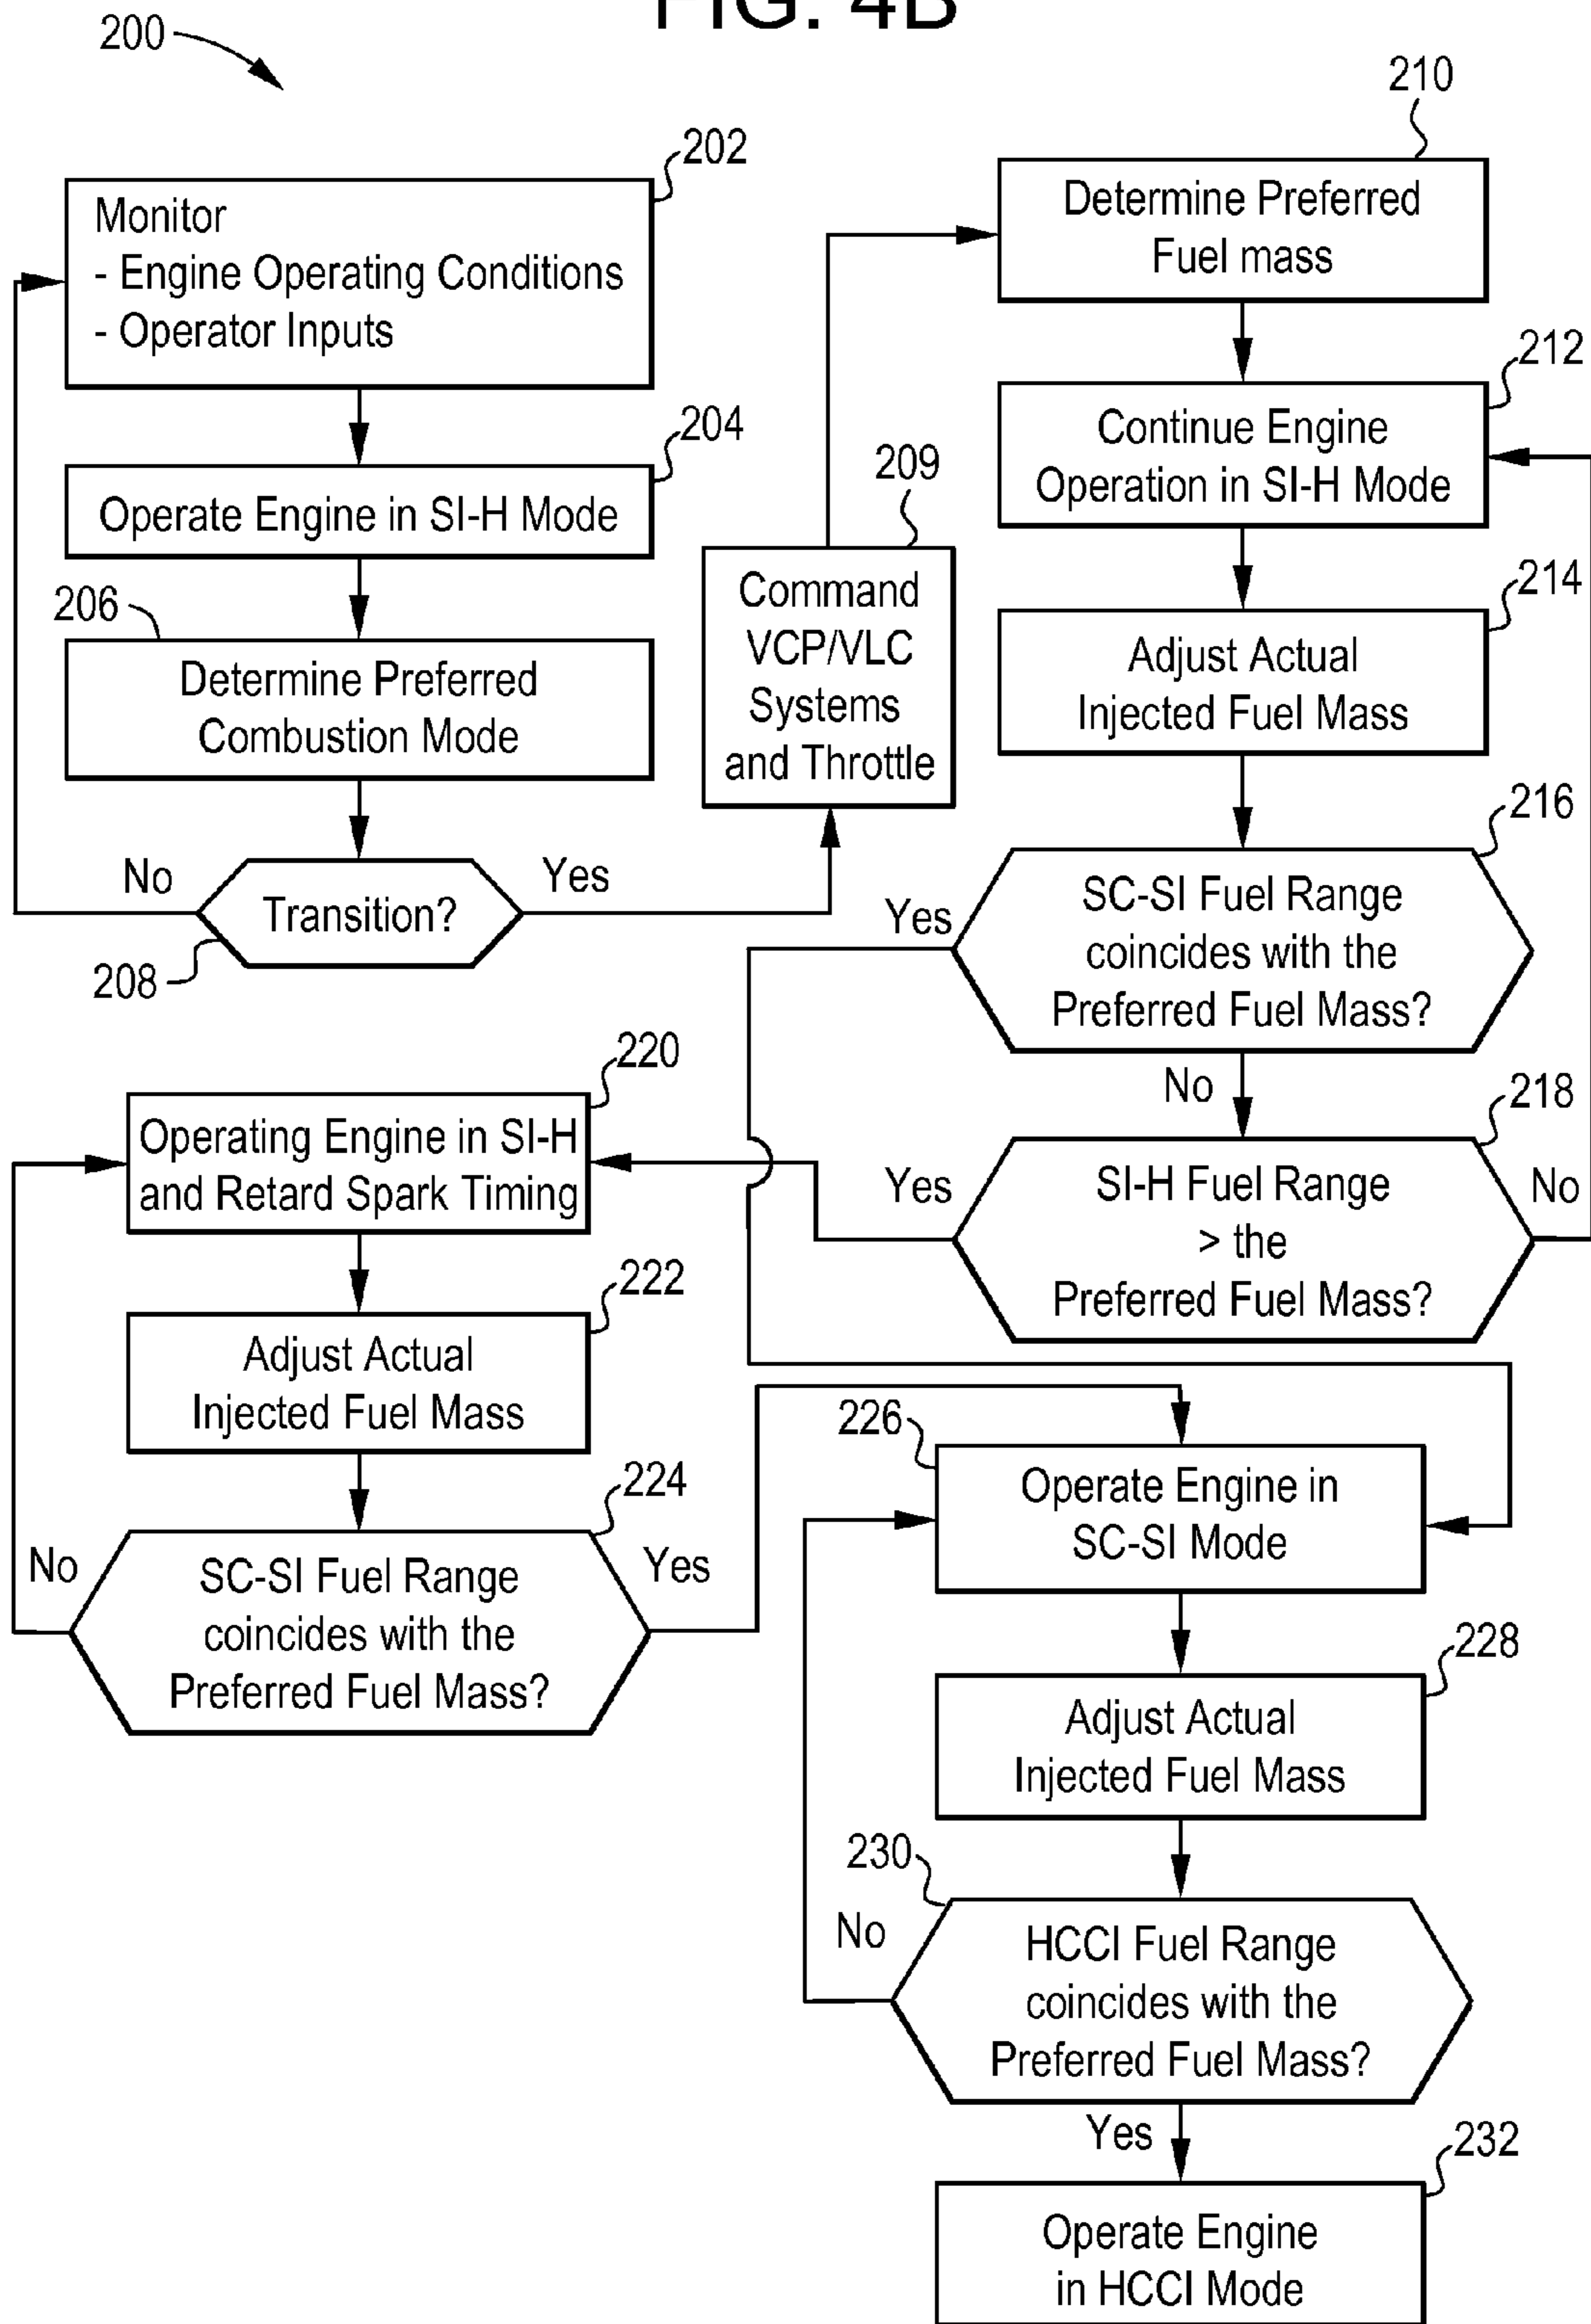 FIG. 4B
200
202
Monitor
- Engine Operating Conditions
- Operator Inputs
204
Operate Engine in SI-H Mode
206
Determine Preferred
Combustion Mode
No
Transition?
Yes
208
209
Command
VCP/VLC
Systems
and Throttle
210
Determine Preferred
Fuel mass
212
Continue Engine
Operation in SI-H Mode
214
Adjust Actual
Injected Fuel Mass
216
Yes
SC-SI Fuel Range
coincides with the
Preferred Fuel Mass?
No
218
Yes
SI-H Fuel Range
> the
Preferred Fuel Mass?
No
220
Operating Engine in SI-H
and Retard Spark Timing
222
Adjust Actual
Injected Fuel Mass
224
No
SC-SI Fuel Range
coincides with the
Preferred Fuel Mass?
Yes
226
Operate Engine in
SC-SI Mode
228
Adjust Actual
Injected Fuel Mass
230
No
HCCI Fuel Range
coincides with the
Preferred Fuel Mass?
Yes
232
Operate Engine
in HCCI Mode